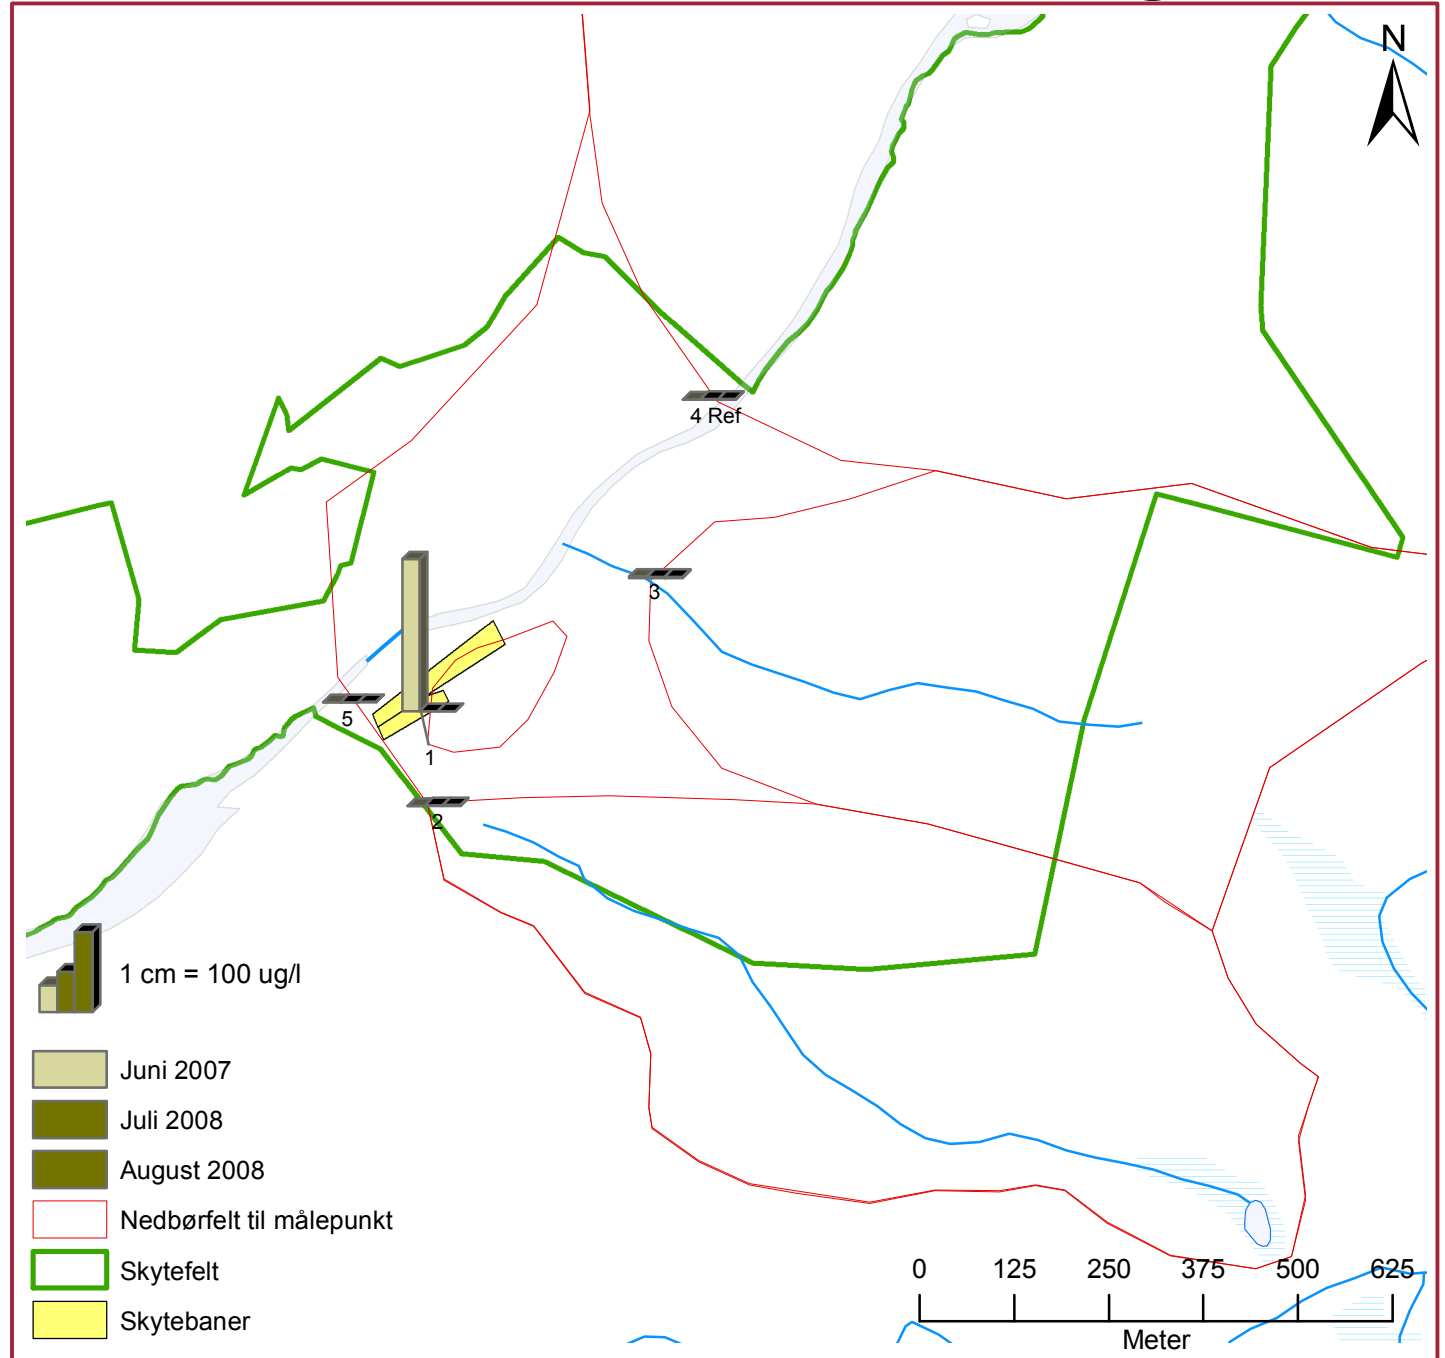 N
4 Ref
3
5
1
2
1 cm = 100 ug/l
Juni 2007
Juli 2008
August 2008
Nedbørfelt til målepunkt
Skytefelt
Skytebaner
0 125 250 375 500 625
Meter